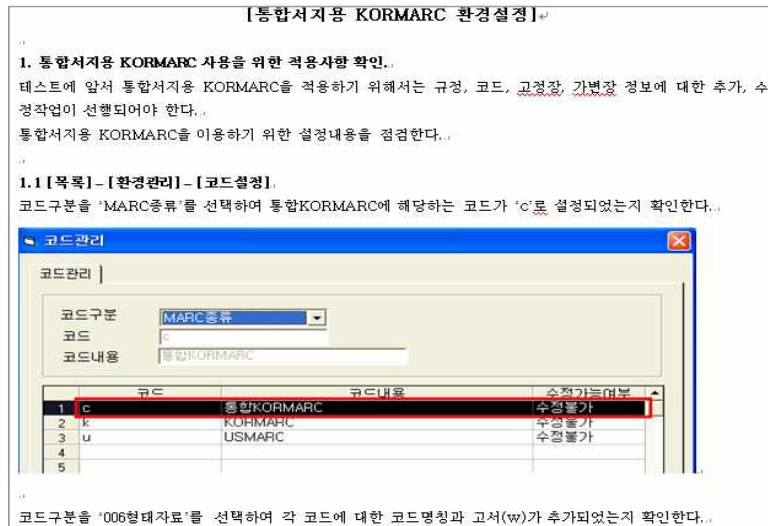 [통합서지용 KORMARC 환경설정]
1. 통합서지용 KORMARC 사용을 위한 적용사항 확인.
테스트에 앞서 통합서지용 KORMARC을 적용하기 위해서는 규정, 코드, 고정장, 가변장 정보에 대한 추가, 수
정작업이 선행되어야 한다.
통합서지용 KORMARC을 이용하기 위한 설정내용을 점검한다.
1.1 [목록] – [환경관리] – [코드설정]
코드구분을 'MARC종류'를 선택하여 통합KORMARC에 해당하는 코드가 'c'로 설정되었는지 확인한다.
코드관리
코드관리
코드구분 MARC종류
코드 c
코드내용 통합KORMARC
코드 코드내용 수정가능여부
1 c 통합KORMARC 수정불가
2 k KORMARC 수정불가
3 u USMARC 수정불가
4
5
코드구분을 '006형태자료'를 선택하여 각 코드에 대한 코드명칭과 고서(w)가 추가되었는지 확인한다.